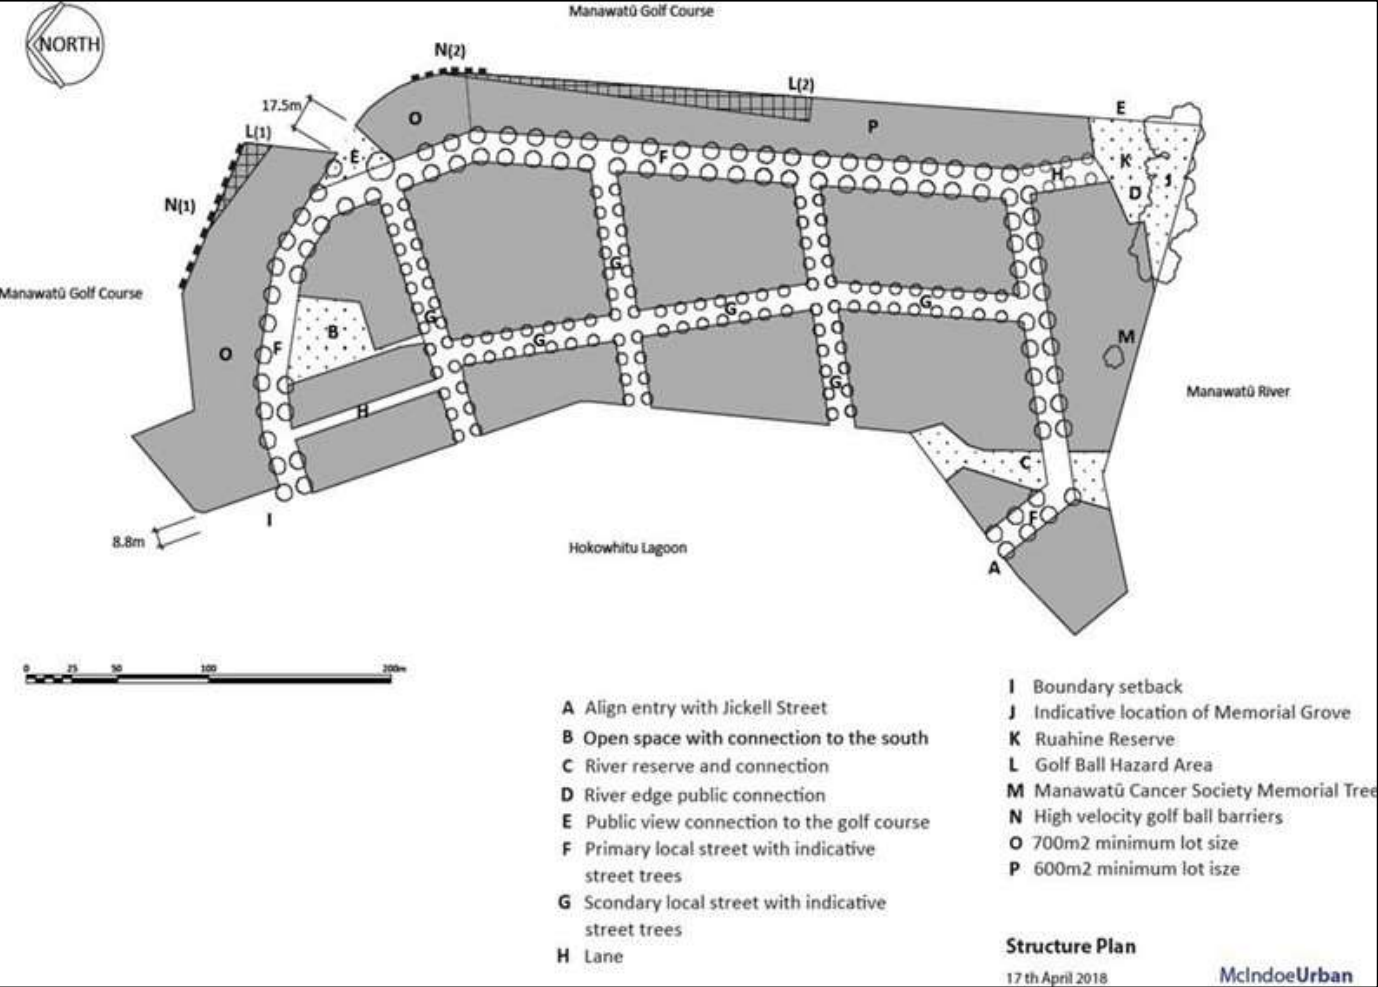 Manawatū Golf Course
NORTH
N(2)
L(2)
17.5m
E
O
P
L(1)
E
F
K
H
J
D
N(1)
G
Manawatū Golf Course
G
G
G
B
M
F
O
G
Manawatū River
H
C
I
F
8.8m
Hokowhitu Lagoon
A
0 25 50 100 200m
A Align entry with Jickell Street
B Open space with connection to the south
C River reserve and connection
D River edge public connection
E Public view connection to the golf course
F Primary local street with indicative
street trees
G Scondary local street with indicative
street trees
H Lane
I Boundary setback
J Indicative location of Memorial Grove
K Ruahine Reserve
L Golf Ball Hazard Area
M Manawatū Cancer Society Memorial Tree
N High velocity golf ball barriers
O 700m2 minimum lot size
P 600m2 minimum lot isze
Structure Plan
17 th April 2018
McIndoeUrban